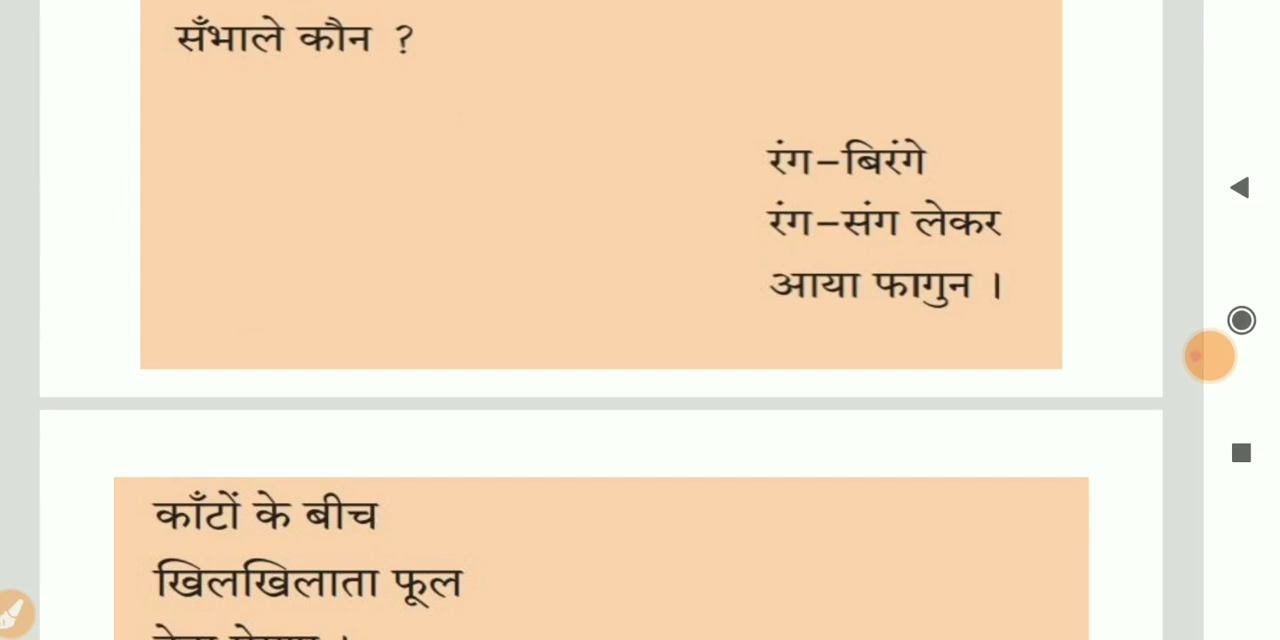 सँभाले कौन ?
रंग-बिरंगे
रंग-संग लेकर
आया फागुन ।
काँटों के बीच
खिलखिलाता फूल